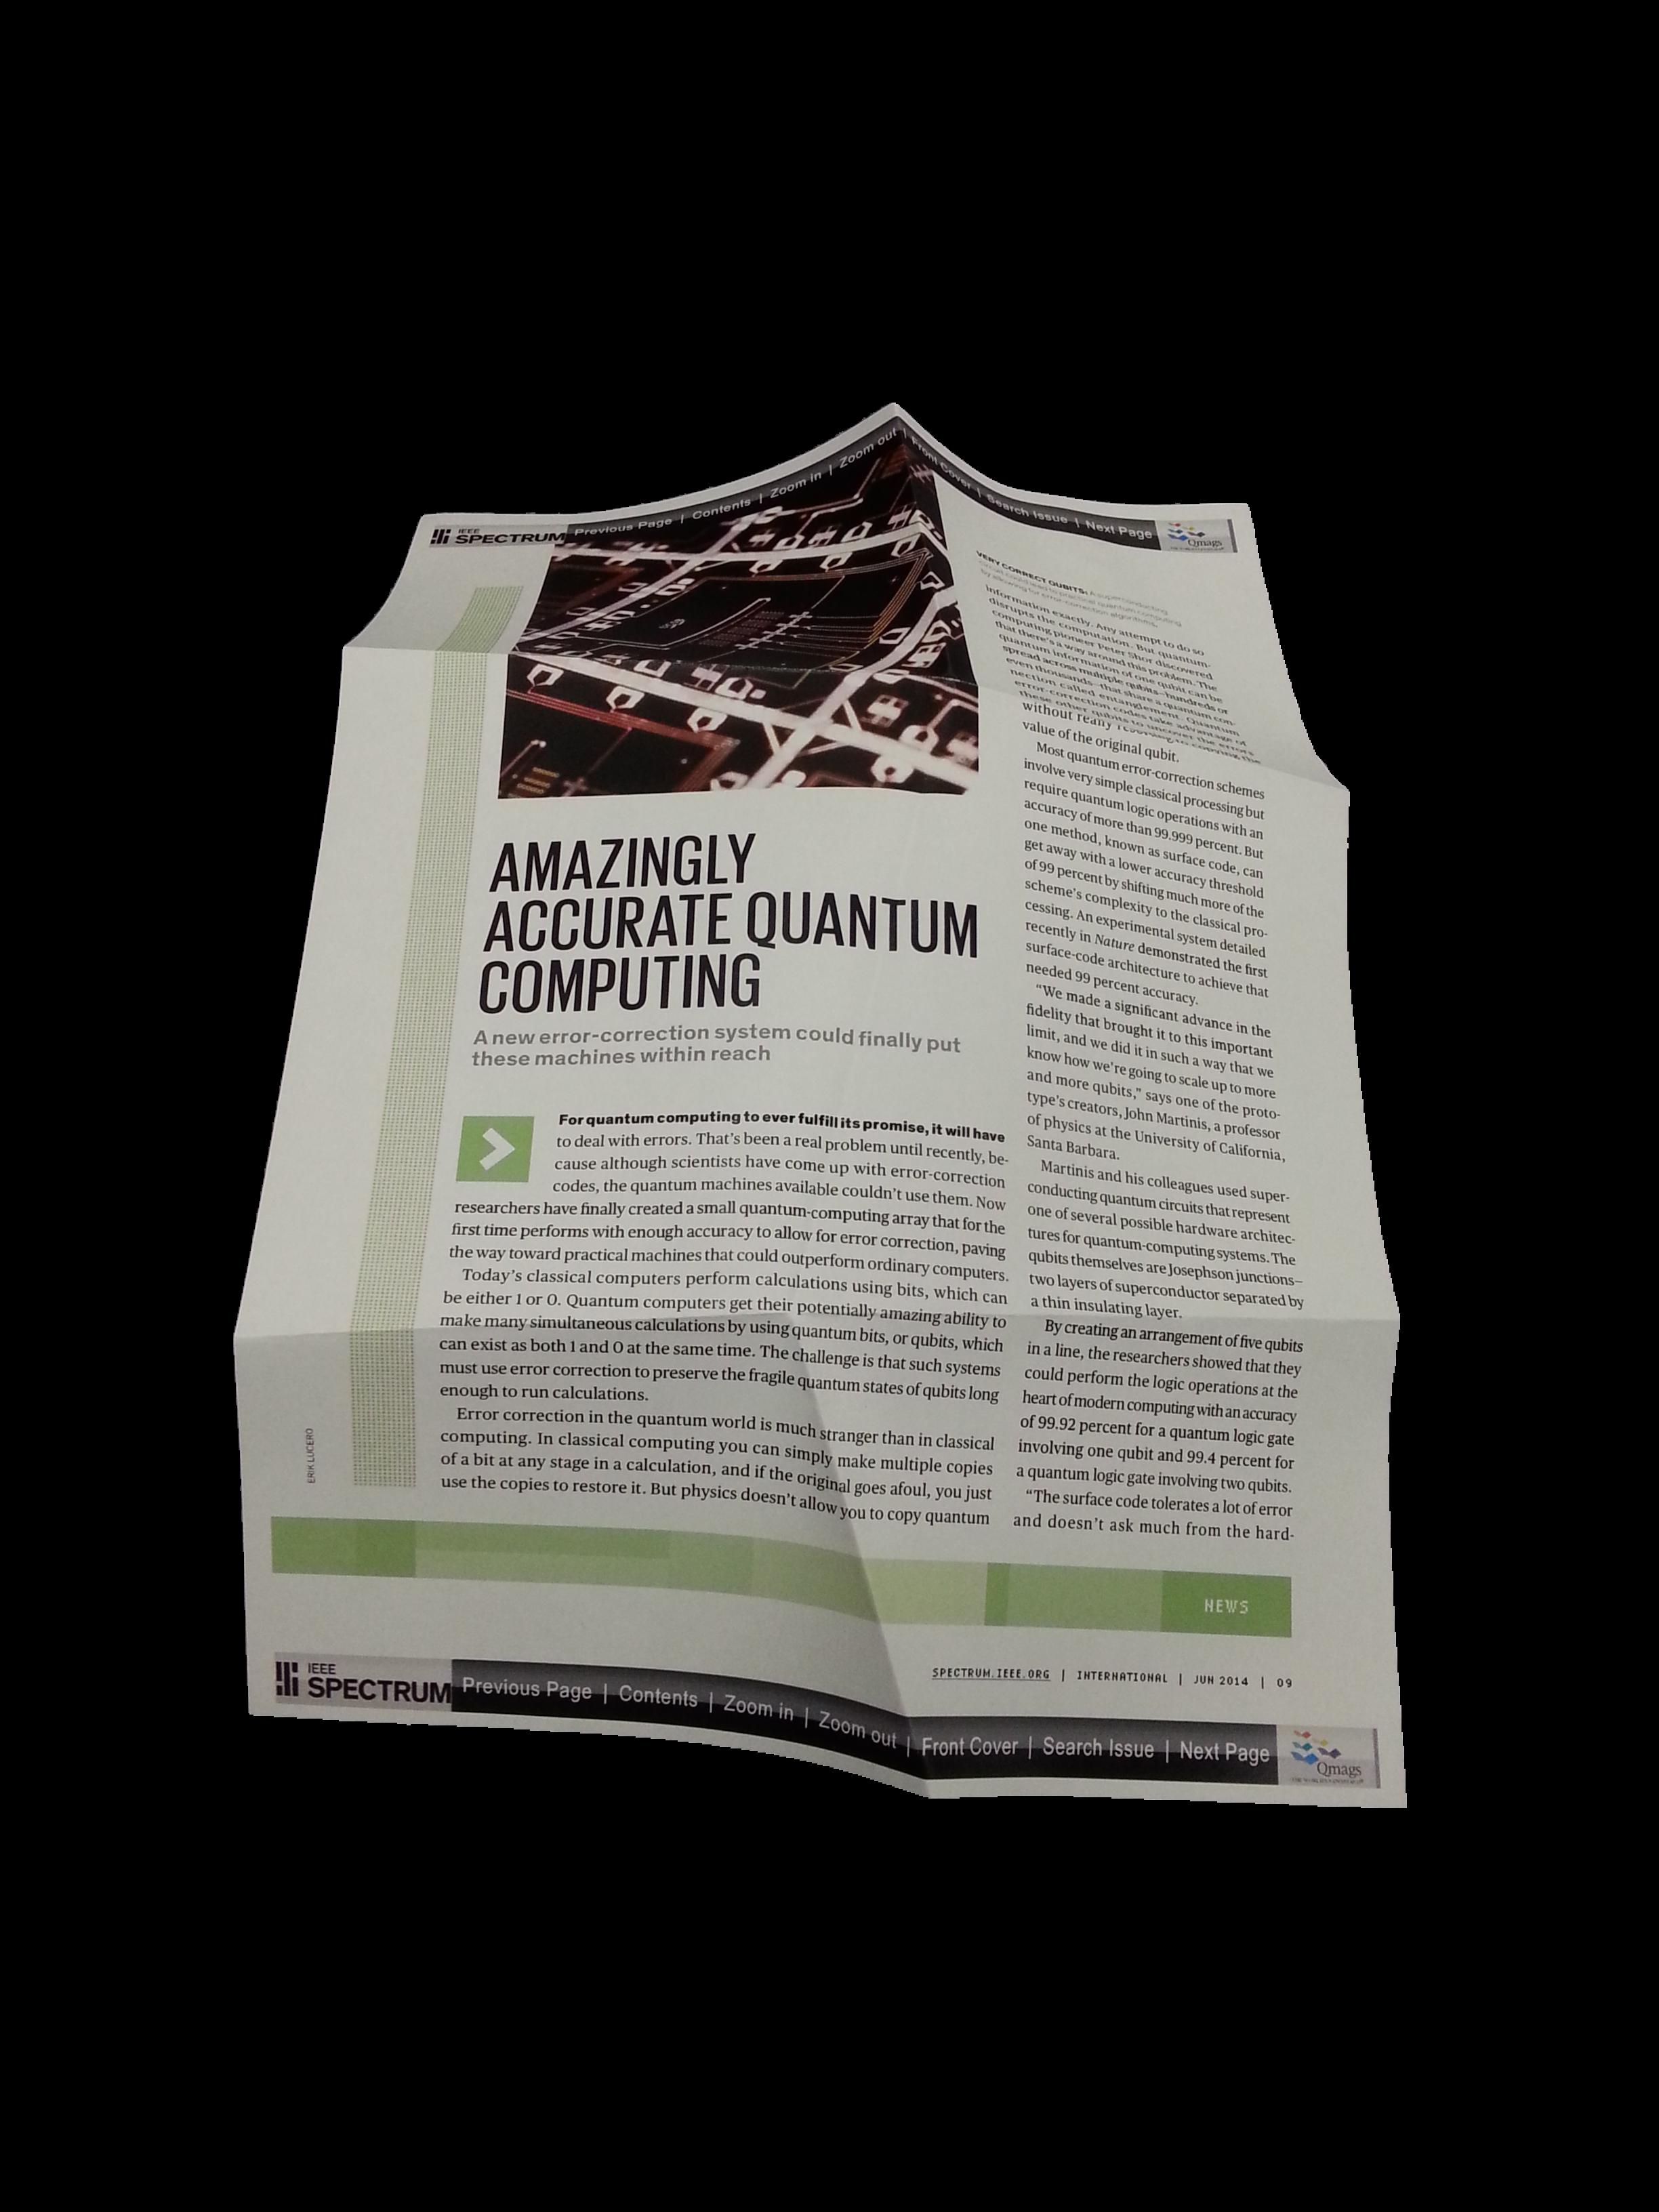 IEEE
SPECTRUM
Previous Page | Contents | Zoom in | Zoom out | Front Cover | Search Issue | Next Page
Qmags
AMAZINGLY
ACCURATE QUANTUM
COMPUTING
A new error-correction system could finally put
these machines within reach
For quantum computing to ever fulfill its promise, it will have
to deal with errors. That's been a real problem until recently, be-
cause although scientists have come up with error-correction
codes, the quantum machines available couldn't use them. Now
researchers have finally created a small quantum-computing array that for the
first time performs with enough accuracy to allow for error correction, paving
the way toward practical machines that could outperform ordinary computers.
Today's classical computers perform calculations using bits, which can
be either 1 or 0. Quantum computers get their potentially amazing ability to
make many simultaneous calculations by using quantum bits, or qubits, which
can exist as both 1 and 0 at the same time. The challenge is that such systems
must use error correction to preserve the fragile quantum states of qubits long
enough to run calculations.
Error correction in the quantum world is much stranger than in classical
computing. In classical computing you can simply make multiple copies
of a bit at any stage in a calculation, and if the original goes afoul, you just
use the copies to restore it. But physics doesn't allow you to copy quantum
VERY CORRECT QUBITS: A superconducting
circuit could lead to practical quantum computing
by allowing for error-correction algorithms.
information exactly. Any attempt to do so
disrupts the computation. But quantum-
computing pioneer Peter Shor discovered
that there's a way around this problem. The
quantum information of one qubit can be
spread across multiple qubits—hundreds or
even thousands—that share a quantum con-
nection called entanglement. Quantum
error-correction codes take advantage of
these other qubits to uncover the errors
without really resorting to copying the
value of the original qubit.
Most quantum error-correction schemes
involve very simple classical processing but
require quantum logic operations with an
accuracy of more than 99.999 percent. But
one method, known as surface code, can
get away with a lower accuracy threshold
of 99 percent by shifting much more of the
scheme's complexity to the classical pro-
cessing. An experimental system detailed
recently in Nature demonstrated the first
surface-code architecture to achieve that
needed 99 percent accuracy.
"We made a significant advance in the
fidelity that brought it to this important
limit, and we did it in such a way that we
know how we're going to scale up to more
and more qubits," says one of the proto-
type's creators, John Martinis, a professor
of physics at the University of California,
Santa Barbara.
Martinis and his colleagues used super-
conducting quantum circuits that represent
one of several possible hardware architec-
tures for quantum-computing systems. The
qubits themselves are Josephson junctions—
two layers of superconductor separated by
a thin insulating layer.
By creating an arrangement of five qubits
in a line, the researchers showed that they
could perform the logic operations at the
heart of modern computing with an accuracy
of 99.92 percent for a quantum logic gate
involving one qubit and 99.4 percent for
a quantum logic gate involving two qubits.
"The surface code tolerates a lot of error
and doesn't ask much from the hard-
ERIK LUCERO
NEWS
SPECTRUM.IEEE.ORG | INTERNATIONAL | JUN 2014 | 09
IEEE
SPECTRUM
Previous Page | Contents | Zoom in | Zoom out | Front Cover | Search Issue | Next Page
Qmags